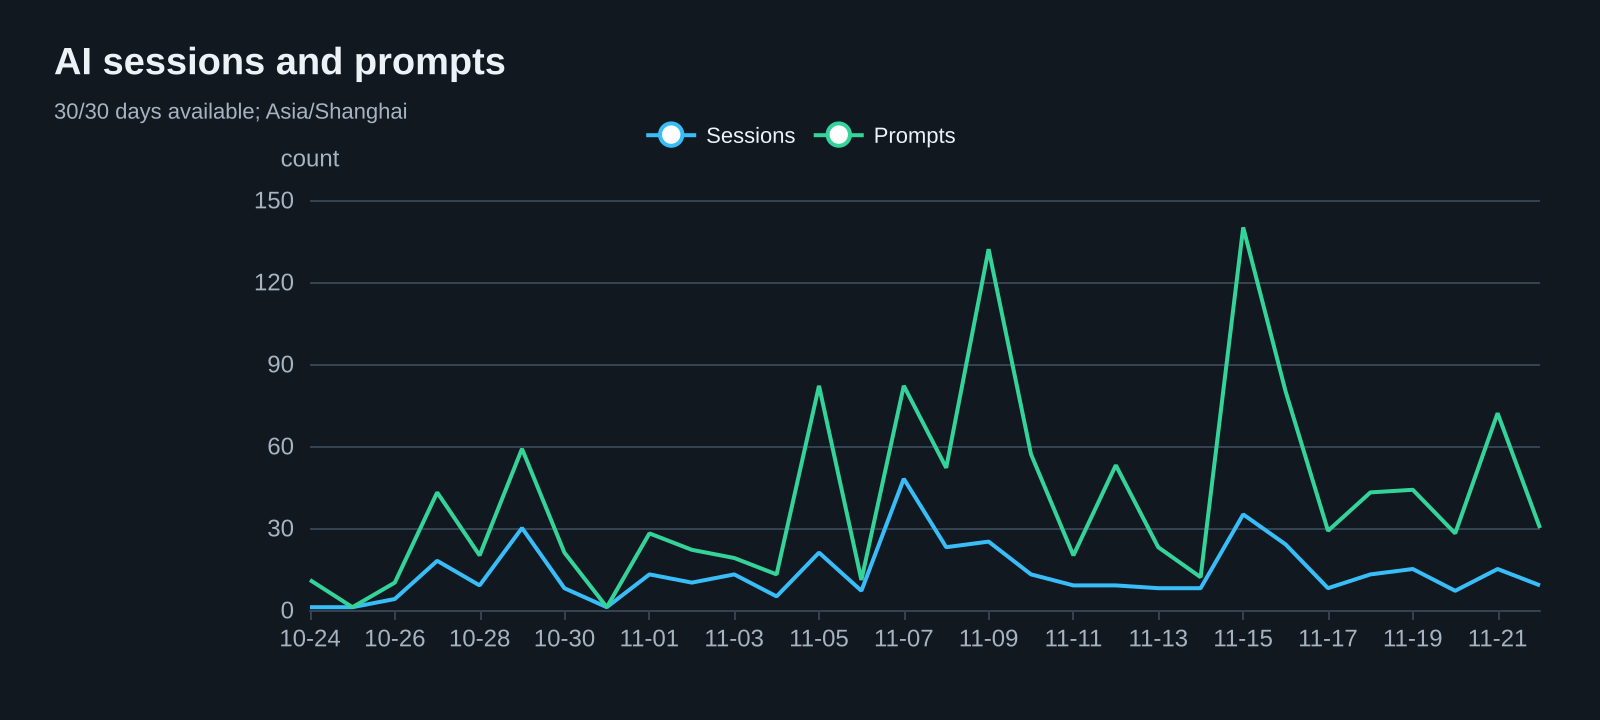 AI sessions and prompts
30/30 days available; Asia/Shanghai
Sessions Prompts
count
150
120
90
60
30
0
10-24 10-26 10-28 10-30 11-01 11-03 11-05 11-07 11-09 11-11 11-13 11-15 11-17 11-19 11-21